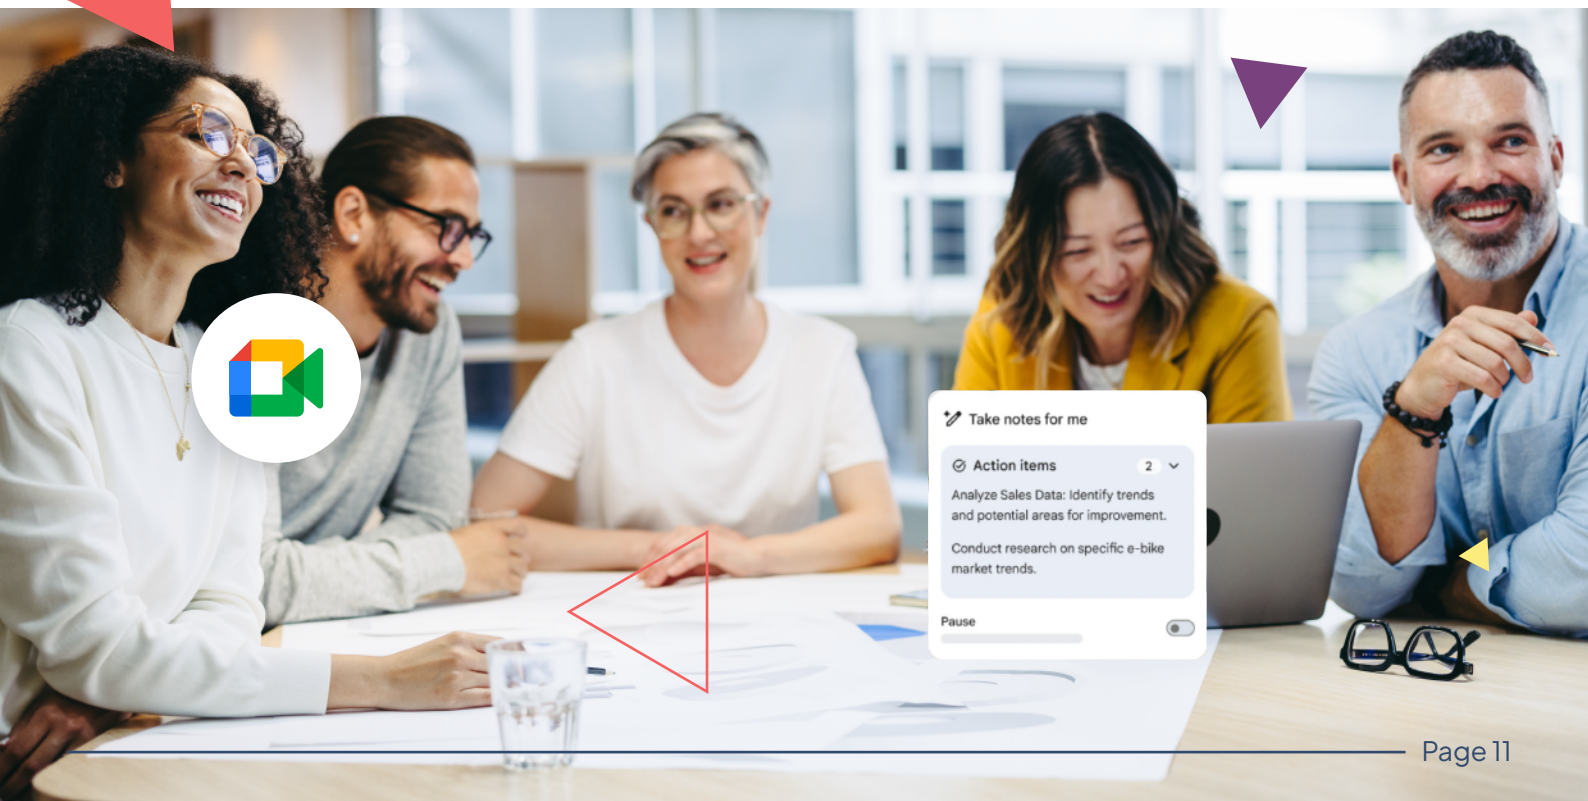 Take notes for me
Action items 2
Analyze Sales Data: Identify trends
and potential areas for improvement.
Conduct research on specific e-bike
market trends.
Pause
Page 11